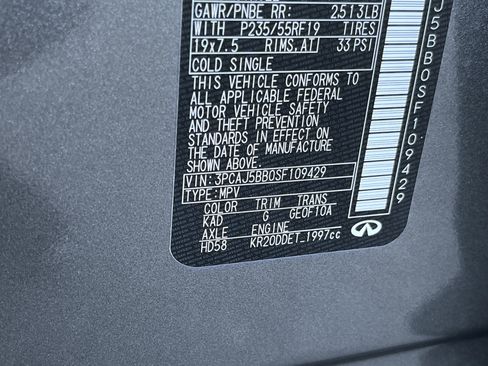 GAWR/PNBE RR: 2513LB
WITH P235/55RF19 TIRES
19x7.5 RIMS,AT 33 PSI
COLD SINGLE
THIS VEHICLE CONFORMS TO
ALL APPLICABLE FEDERAL
MOTOR VEHICLE SAFETY
AND THEFT PREVENTION
STANDARDS IN EFFECT ON
THE DATE OF MANUFACTURE
SHOWN ABOVE.
VIN: 3PCAJ5BB0SF109429
TYPE: MPV
COLOR TRIM TRANS
KAD G GE0F10A
AXLE ENGINE
HD58 KR20DDET_1997cc
J5BB0SF109429